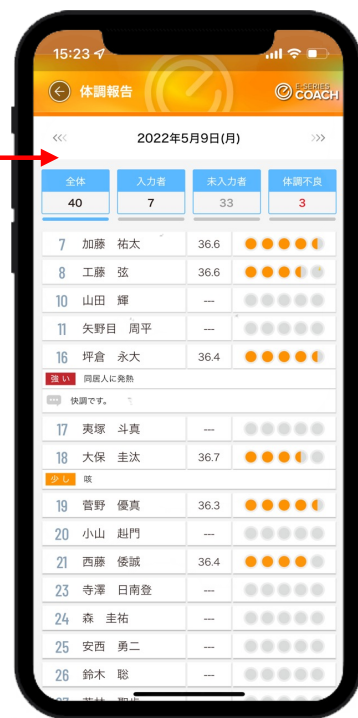 15:23
体調報告
E-SERIES COACH
2022年5月9日(月)
全体 入力者 未入力者 体調不良
40 7 33 3
7 加藤 祐太 36.6
8 工藤 弦 36.6
10 山田 輝 ---
11 矢野目 周平 ---
16 坪倉 永大 36.4
強い 同居人に発熱
快調です。
17 夷塚 斗真 ---
18 大保 圭汰 36.7
少し 咳
19 菅野 優真 36.3
20 小山 赳門 ---
21 西藤 倭誠 36.4
23 寺澤 日南登 ---
24 森 圭祐 ---
25 安西 勇二 ---
26 鈴木 聡 ---